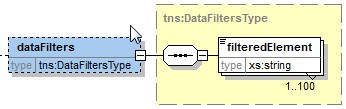 tns:DataFiltersType
dataFilters
type tns:DataFiltersType
filteredElement
type xs:string
1..100